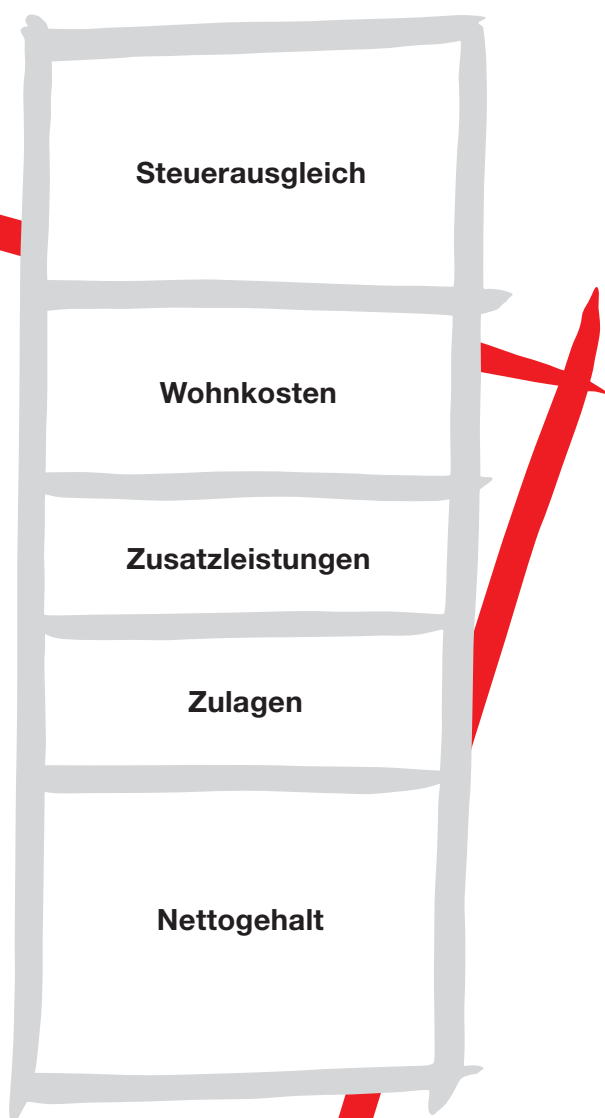 Steuerausgleich
Wohnkosten
Zusatzleistungen
Zulagen
Nettogehalt